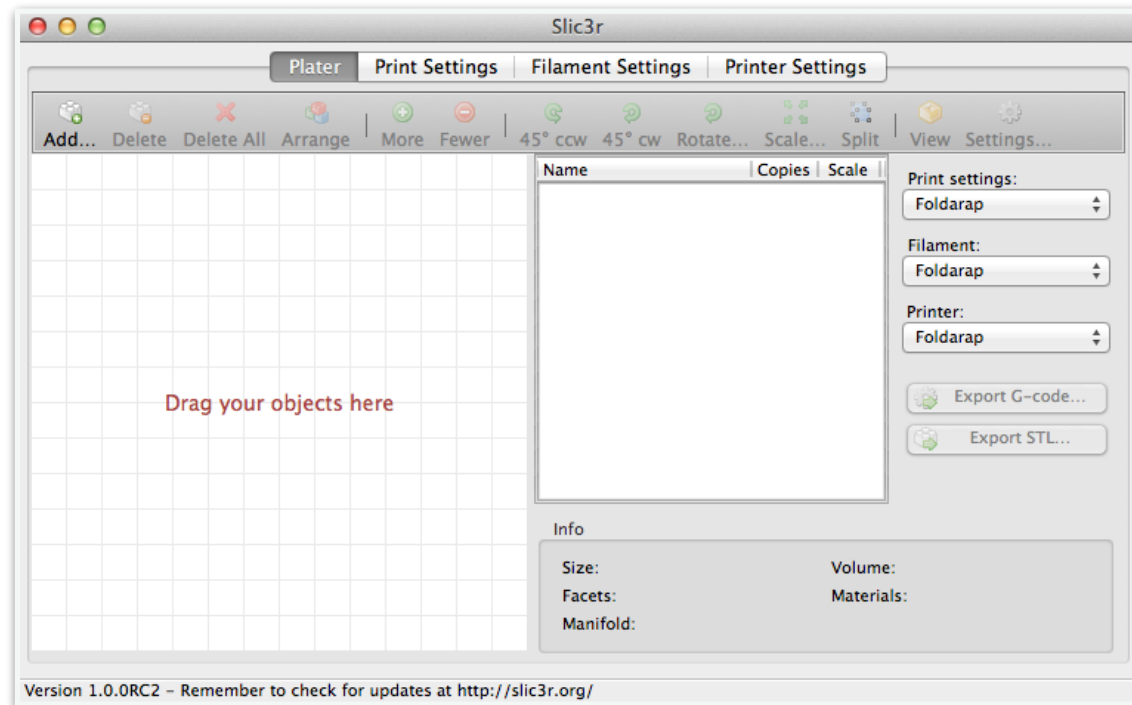 Slic3r
Plater Print Settings Filament Settings Printer Settings
Add... Delete Delete All Arrange More Fewer 45° ccw 45° cw Rotate... Scale... Split View Settings...
Name Copies Scale
Print settings:
Foldarap
Filament:
Foldarap
Printer:
Foldarap
Drag your objects here
Export G-code...
Export STL...
Info
Size: Volume:
Facets: Materials:
Manifold:
Version 1.0.0RC2 – Remember to check for updates at http://slic3r.org/